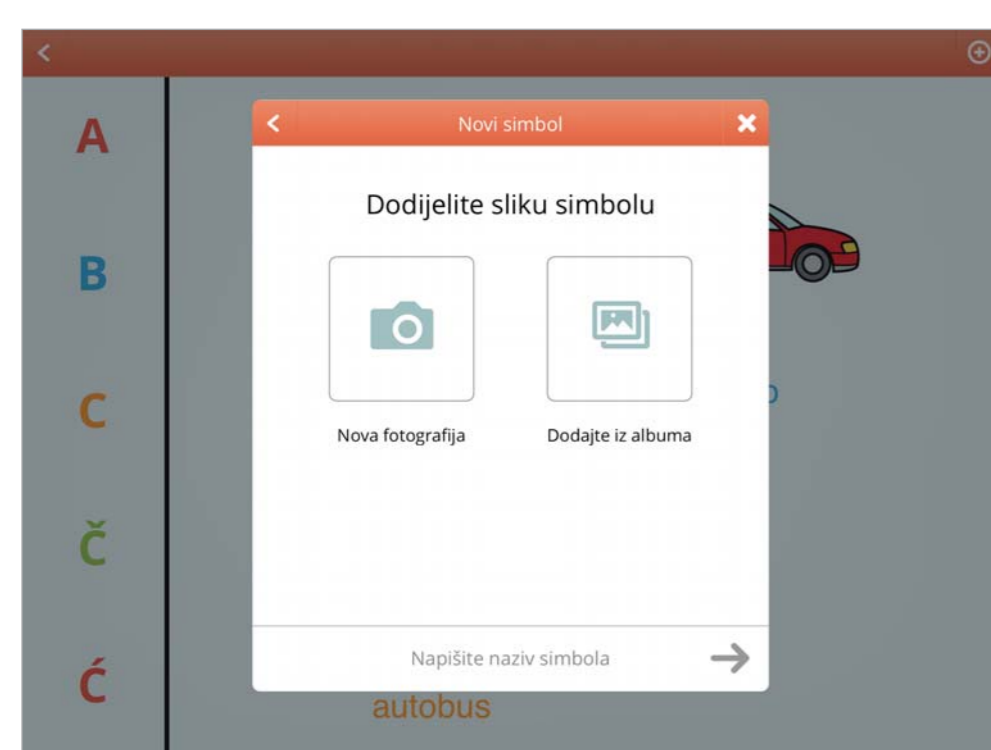 A
B
C
Č
Ć
Novi simbol
Dodijelite sliku simbolu
Nova fotografija
Dodajte iz albuma
Napišite naziv simbola
autobus